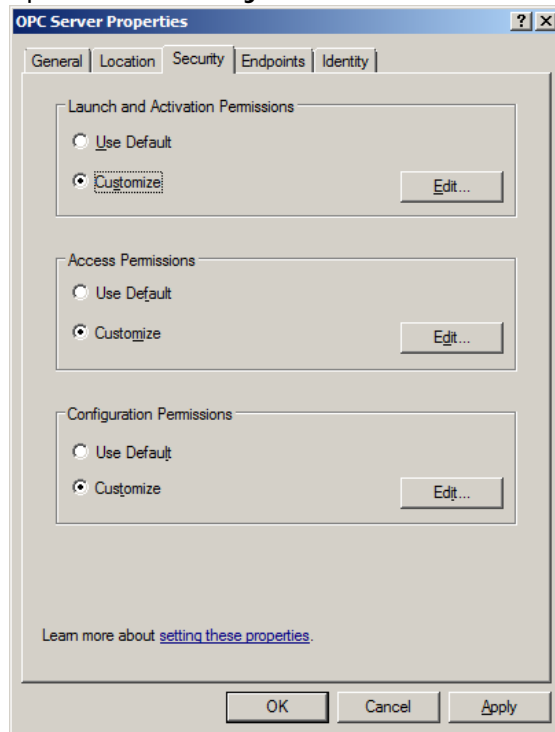 OPC Server Properties
General Location Security Endpoints Identity
Launch and Activation Permissions
Use Default
Customize
Edit...
Access Permissions
Use Default
Customize
Edit...
Configuration Permissions
Use Default
Customize
Edit...
Learn more about setting these properties.
OK Cancel Apply